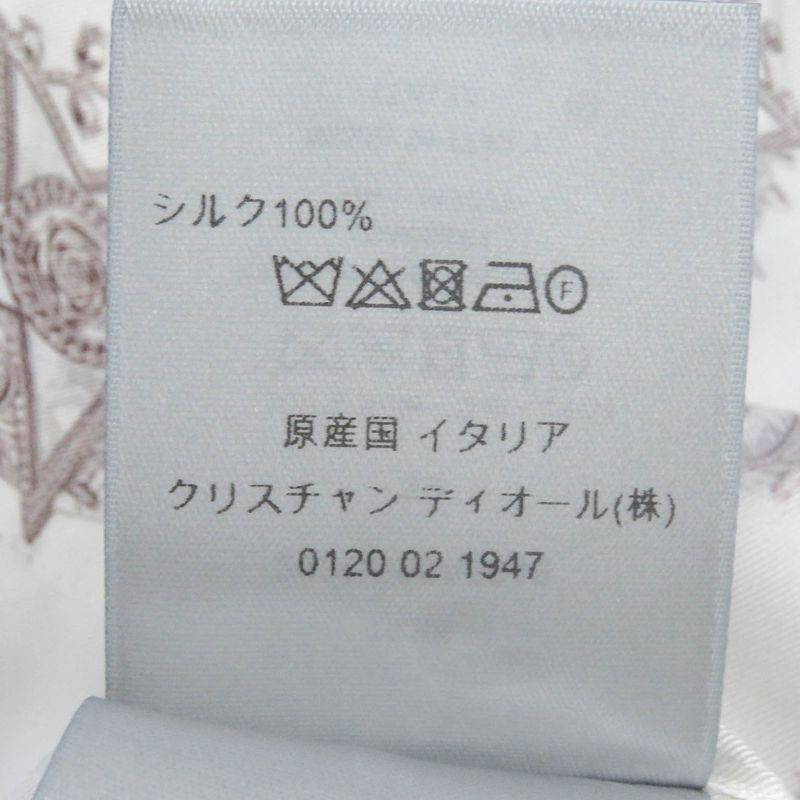 シルク100%
F
原産国 イタリア
クリスチャン ディオール(株)
0120 02 1947